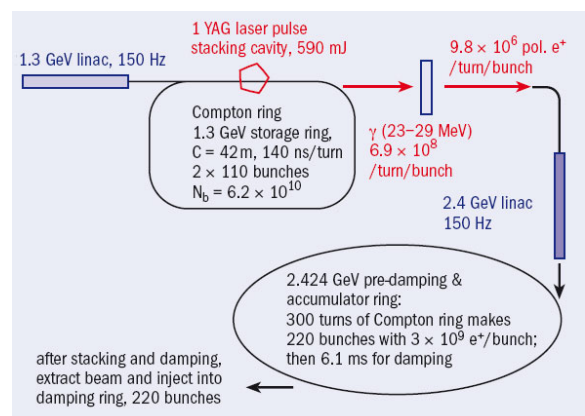 1 YAG laser pulse
stacking cavity, 590 mJ
1.3 GeV linac, 150 Hz
9.8 × 10⁶ pol. e⁺
/turn/bunch
Compton ring
1.3 GeV storage ring,
C = 42 m, 140 ns/turn
2 × 110 bunches
N_b = 6.2 × 10¹⁰
γ (23–29 MeV)
6.9 × 10⁸
/turn/bunch
2.4 GeV linac
150 Hz
2.424 GeV pre-damping &
accumulator ring:
300 turns of Compton ring makes
220 bunches with 3 × 10⁹ e⁺/bunch;
then 6.1 ms for damping
after stacking and damping,
extract beam and inject into
damping ring, 220 bunches